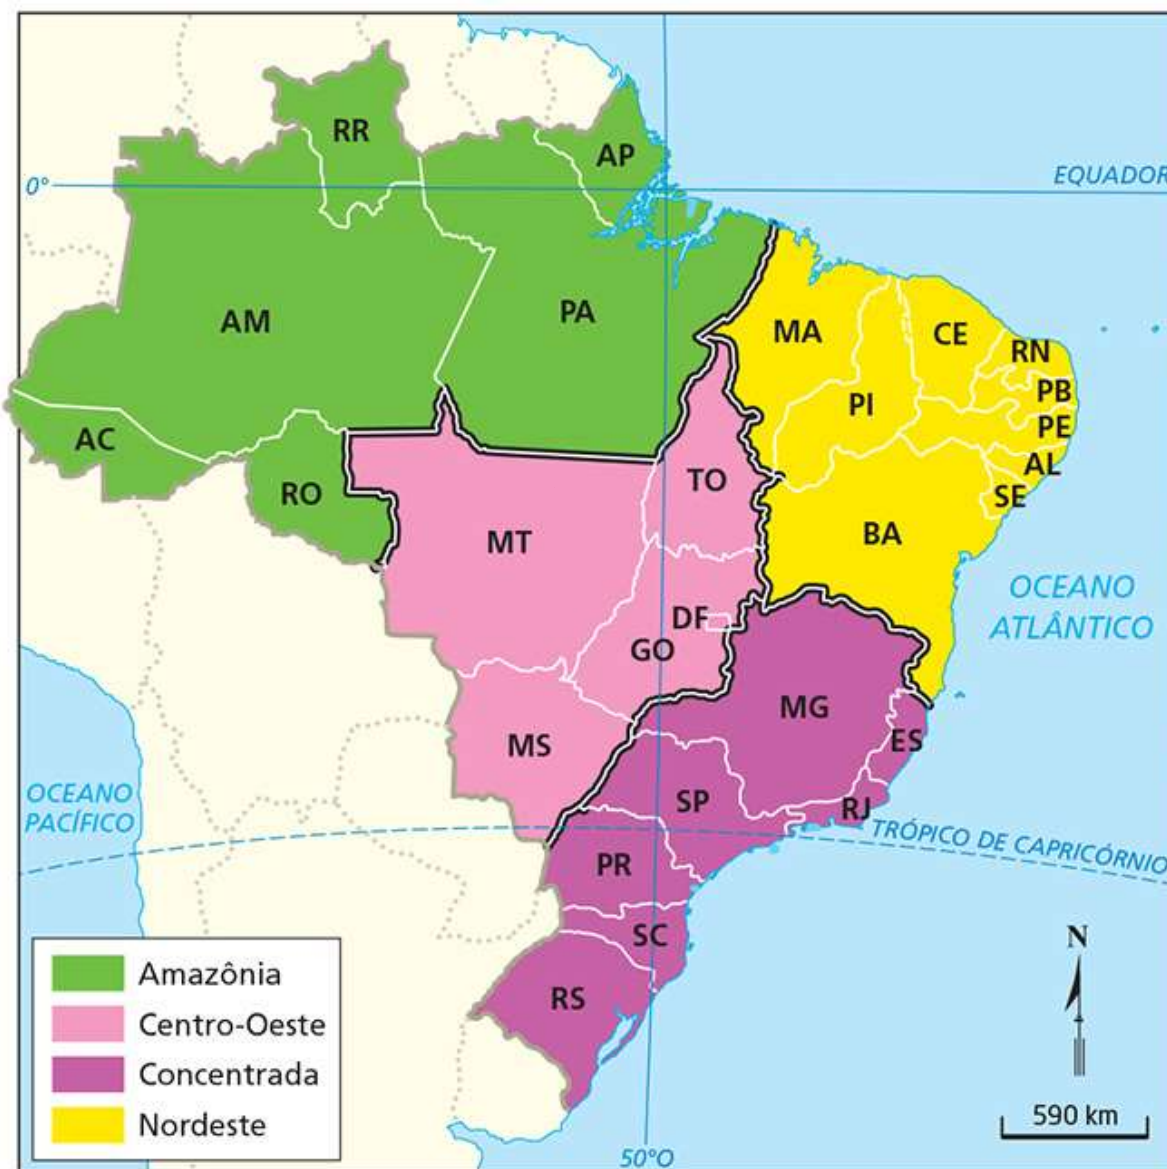 RR
AP
0°
EQUADOR
AM
PA
MA
CE
RN
PB
PI
PE
AC
AL
TO
RO
SE
MT
BA
OCEANO
ATLÂNTICO
DF
GO
MG
MS
ES
OCEANO
PACÍFICO
SP
RJ
TRÓPICO DE CAPRICÓRNIO
PR
SC
N
RS
Amazônia
Centro-Oeste
Concentrada
Nordeste
590 km
50°O